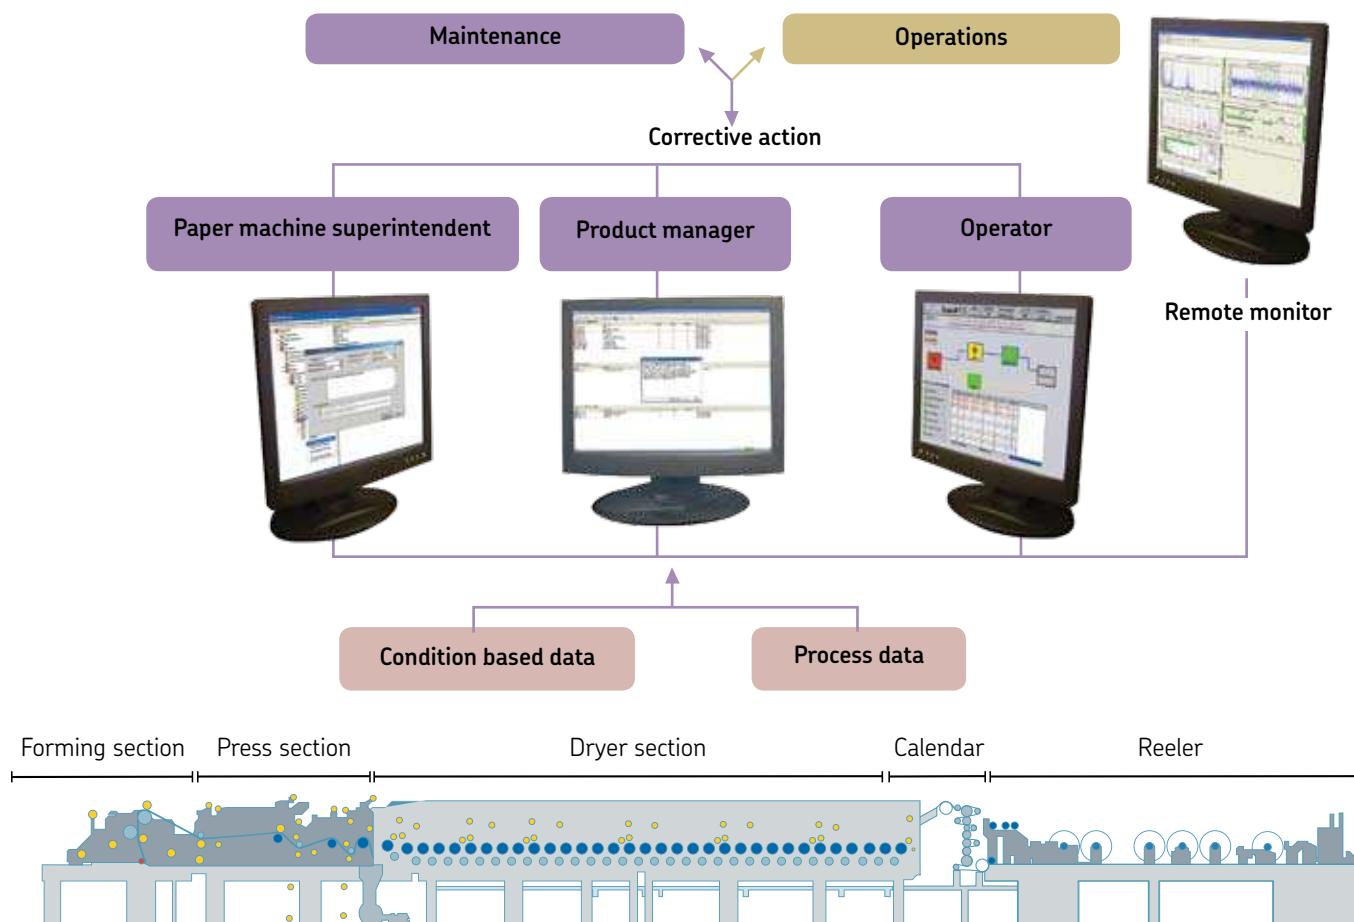 Maintenance
Operations
Corrective action
Paper machine superintendent
Product manager
Operator
Remote monitor
Condition based data
Process data
Forming section
Press section
Dryer section
Calendar
Reeler